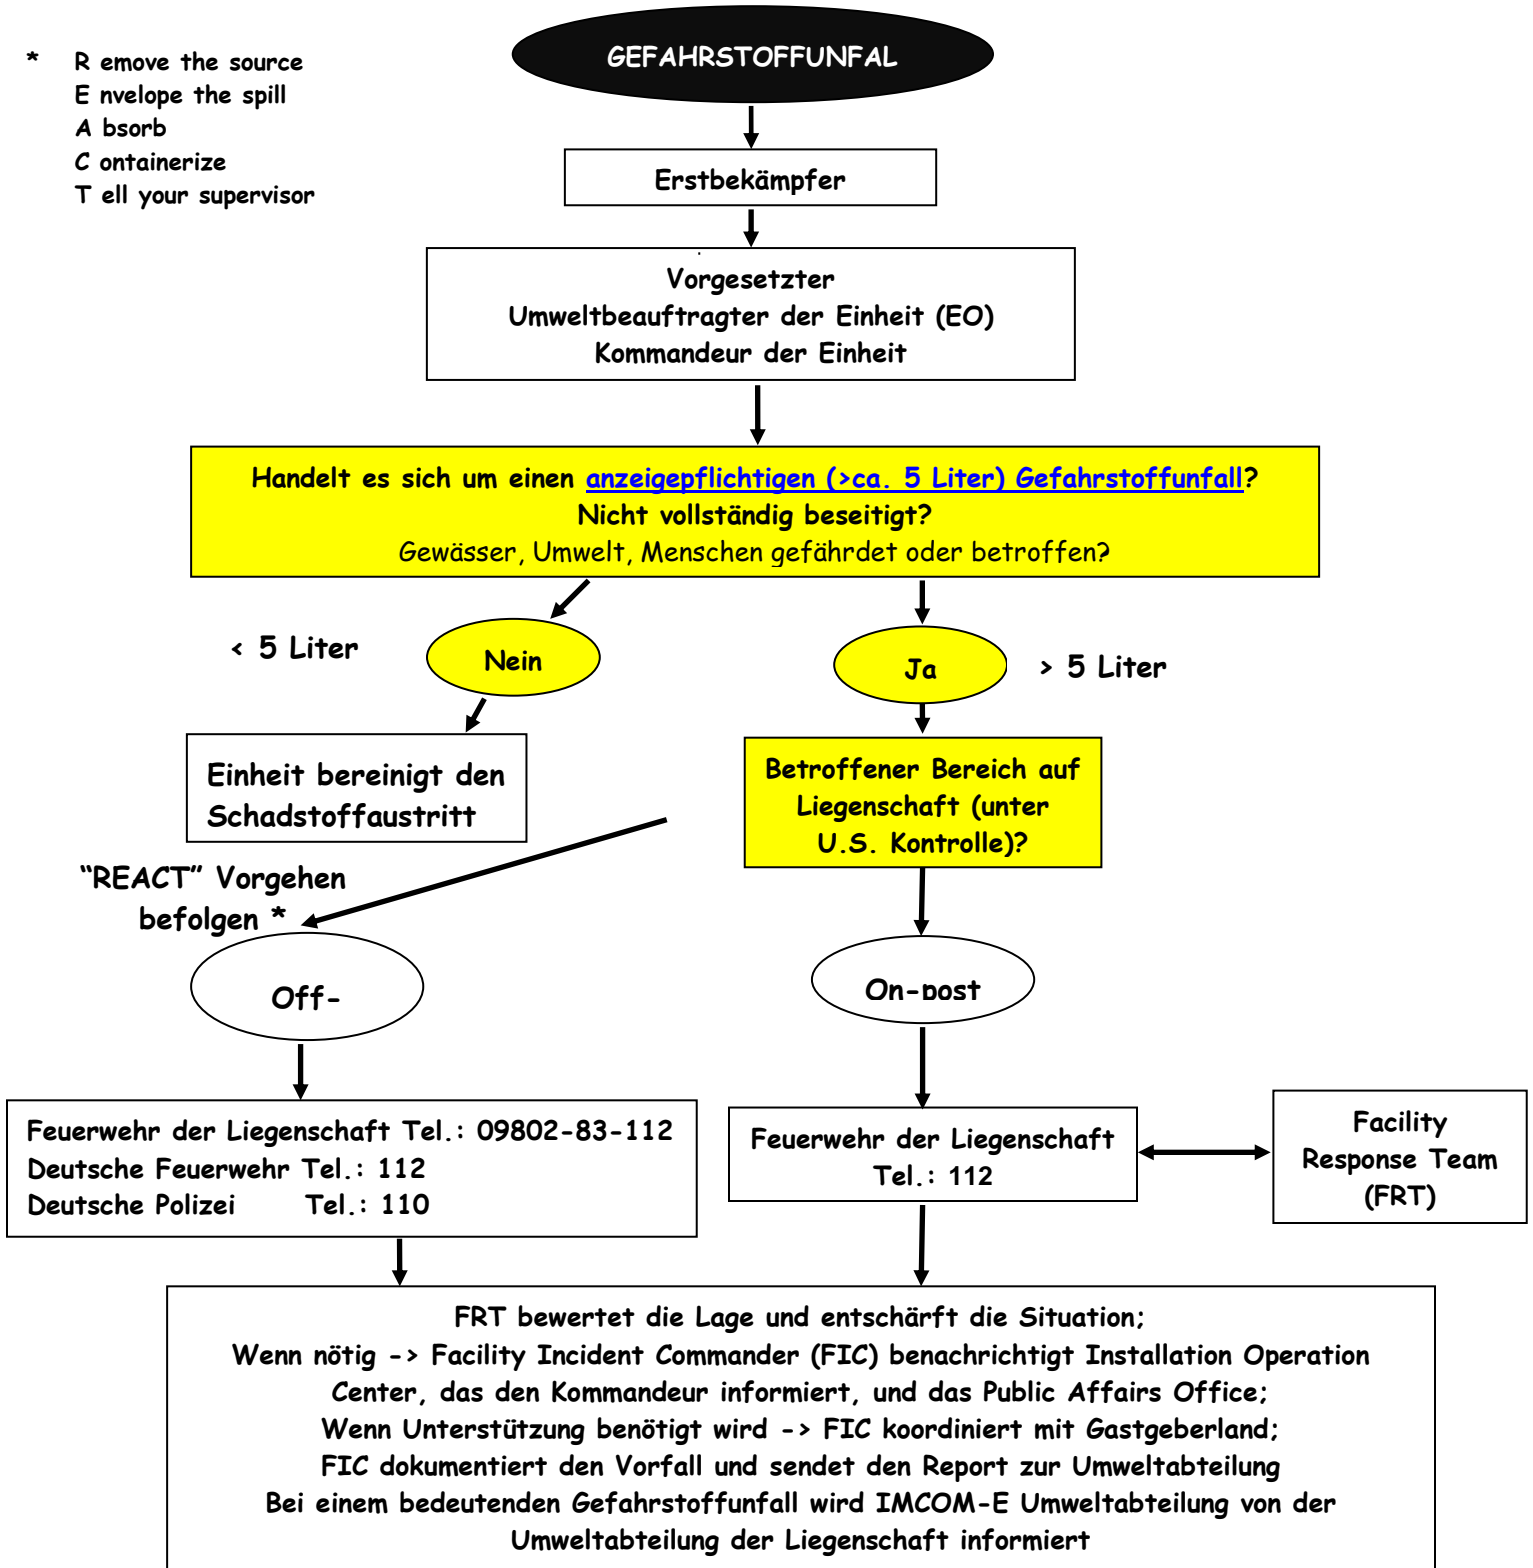 * R emove the source
E nvelope the spill
A bsorb
C ontainerize
T ell your supervisor
GEFAHRSTOFFUNFAL
Erstbekämpfer
Vorgesetzter
Umweltbeauftragter der Einheit (EO)
Kommandeur der Einheit
Handelt es sich um einen anzeigepflichtigen (>ca. 5 Liter) Gefahrstoffunfall?
Nicht vollständig beseitigt?
Gewässer, Umwelt, Menschen gefährdet oder betroffen?
< 5 Liter
Nein
Ja
> 5 Liter
Einheit bereinigt den
Schadstoffaustritt
Betroffener Bereich auf
Liegenschaft (unter
U.S. Kontrolle)?
“REACT” Vorgehen
befolgen *
Off-
On-post
Feuerwehr der Liegenschaft Tel.: 09802-83-112
Deutsche Feuerwehr Tel.: 112
Deutsche Polizei Tel.: 110
Feuerwehr der Liegenschaft
Tel.: 112
Facility
Response Team
(FRT)
FRT bewertet die Lage und entschärft die Situation;
Wenn nötig -> Facility Incident Commander (FIC) benachrichtigt Installation Operation
Center, das den Kommandeur informiert, und das Public Affairs Office;
Wenn Unterstützung benötigt wird -> FIC koordiniert mit Gastgeberland;
FIC dokumentiert den Vorfall und sendet den Report zur Umweltabteilung
Bei einem bedeutenden Gefahrstoffunfall wird IMCOM-E Umweltabteilung von der
Umweltabteilung der Liegenschaft informiert